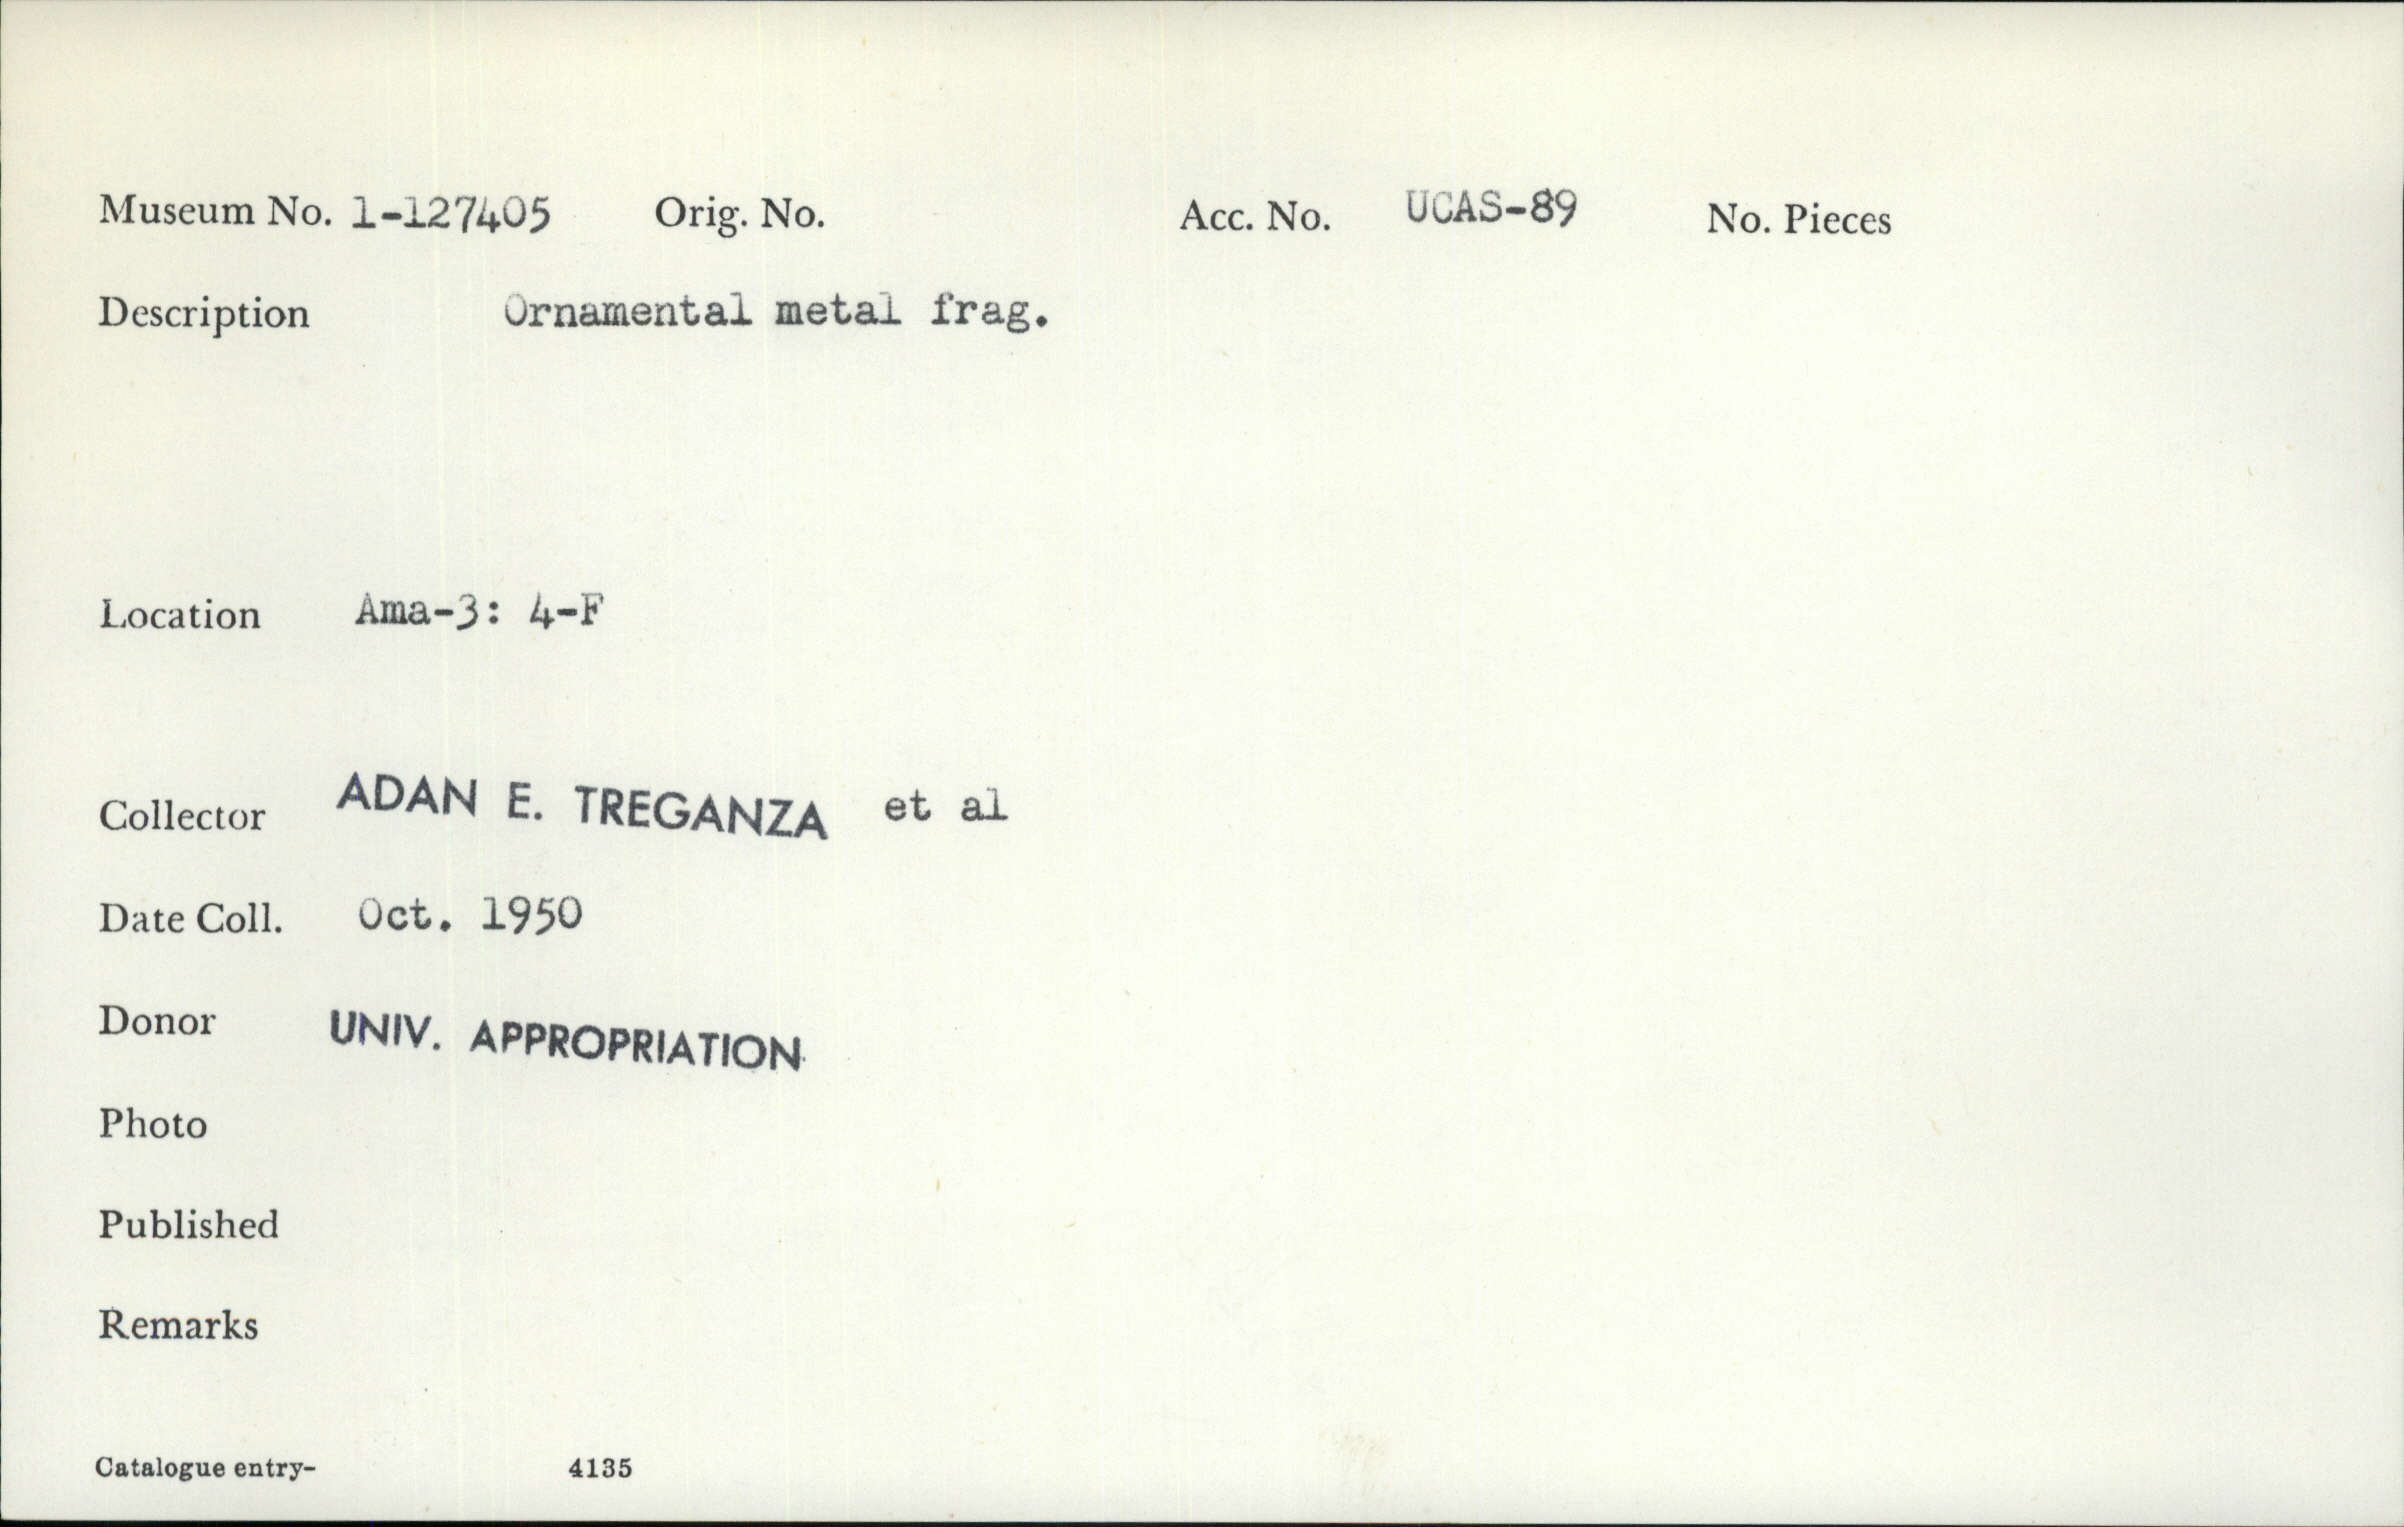 Museum No. 1-127405 Orig. No. Acc. No. UCAS-89 No. Pieces
Description Ornamental metal frag.
Location Ama-3: 4-F
Collector ADAN E. TREGANZA et al
Date Coll. Oct. 1950
Donor UNIV. APPROPRIATION
Photo
Published
Remarks
Catalogue entry- 4135